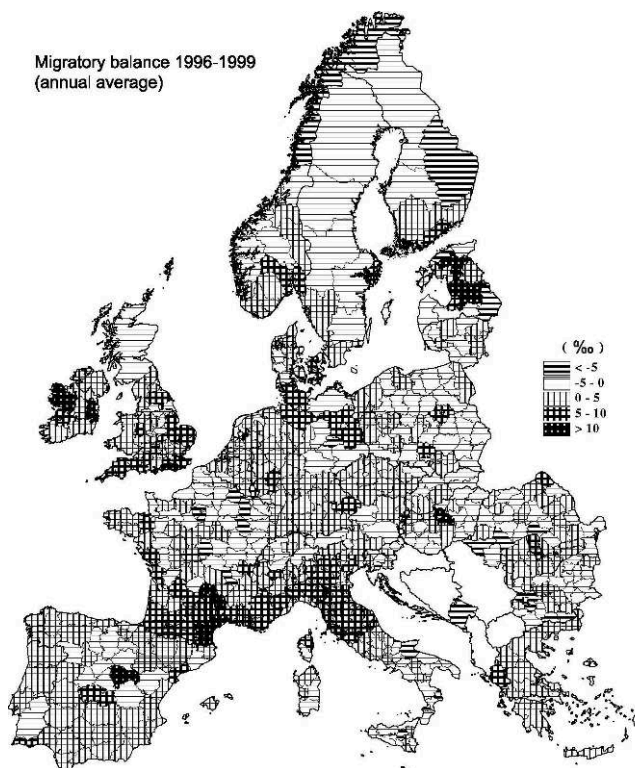 Migratory balance 1996-1999
(annual average)
( ‰ )
< -5
-5 - 0
0 - 5
5 - 10
> 10